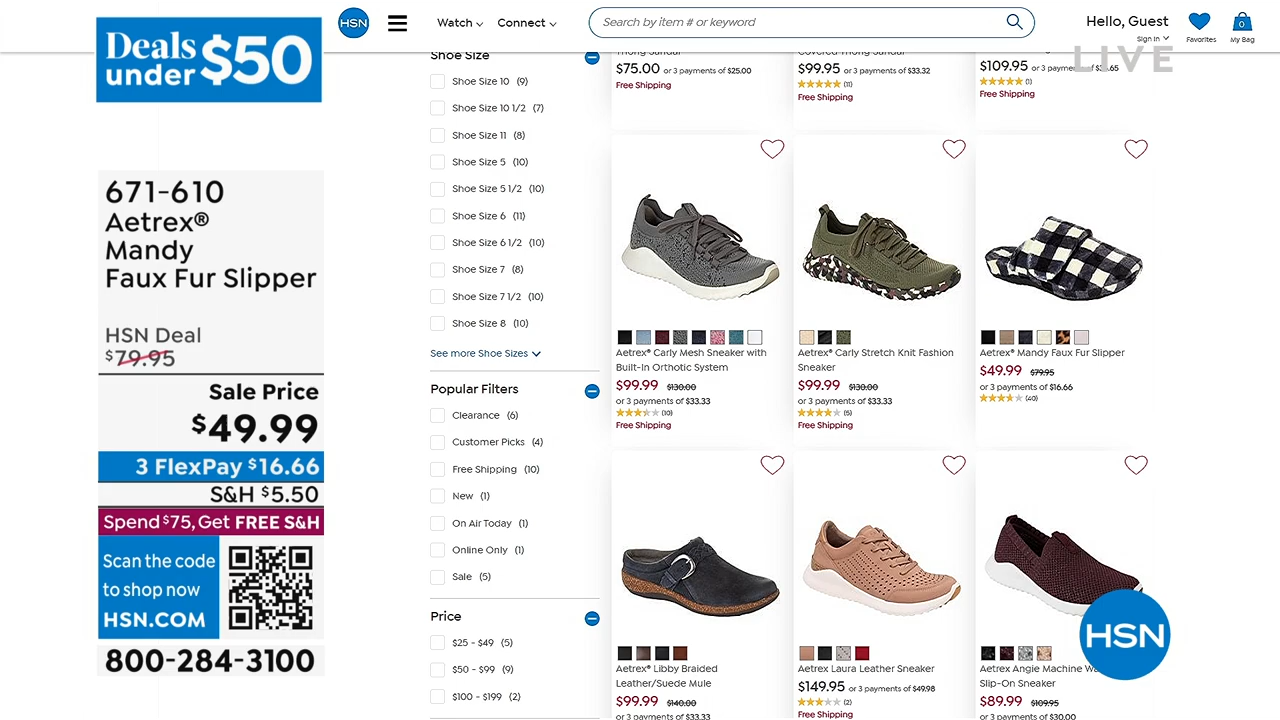 Deals
under $50
671-610
Aetrex®
Mandy
Faux Fur Slipper
HSN Deal
$79.95
Sale Price
$49.99
3 FlexPay $16.66
S&H $5.50
Spend $75, Get FREE S&H
Scan the code
to shop now
HSN.COM
800-284-3100
HSN
Watch
Connect
Search by item # or keyword
Hello, Guest
Sign In
Favorites
0
My Bag
LIVE
Shoe Size
Shoe Size 10 (9)
Shoe Size 10 1/2 (7)
Shoe Size 11 (8)
Shoe Size 5 (10)
Shoe Size 5 1/2 (10)
Shoe Size 6 (11)
Shoe Size 6 1/2 (10)
Shoe Size 7 (8)
Shoe Size 7 1/2 (10)
Shoe Size 8 (10)
See more Shoe Sizes
Popular Filters
Clearance (6)
Customer Picks (4)
Free Shipping (10)
New (1)
On Air Today (1)
Online Only (1)
Sale (5)
Price
$25 - $49 (5)
$50 - $99 (9)
$100 - $199 (2)
Thong Sandal
$75.00 or 3 payments of $25.00
Free Shipping
Covered Thong Sandal
$99.95 or 3 payments of $33.32
(11)
Free Shipping
$109.95 or 3
(1)
Free Shipping
Aetrex® Carly Mesh Sneaker with
Built-In Orthotic System
$99.99 $130.00
or 3 payments of $33.33
(10)
Free Shipping
Aetrex® Carly Stretch Knit Fashion
Sneaker
$99.99 $130.00
or 3 payments of $33.33
(5)
Free Shipping
Aetrex® Mandy Faux Fur Slipper
$49.99 $79.95
or 3 payments of $16.66
(40)
Aetrex® Libby Braided
Leather/Suede Mule
$99.99 $140.00
or 3 payments of $33.33
Aetrex Laura Leather Sneaker
$149.95 or 3 payments of $49.98
(2)
Free Shipping
Aetrex Angie Machine
Slip-On Sneaker
$89.99 $109.95
or 3 payments of $30.00
HSN